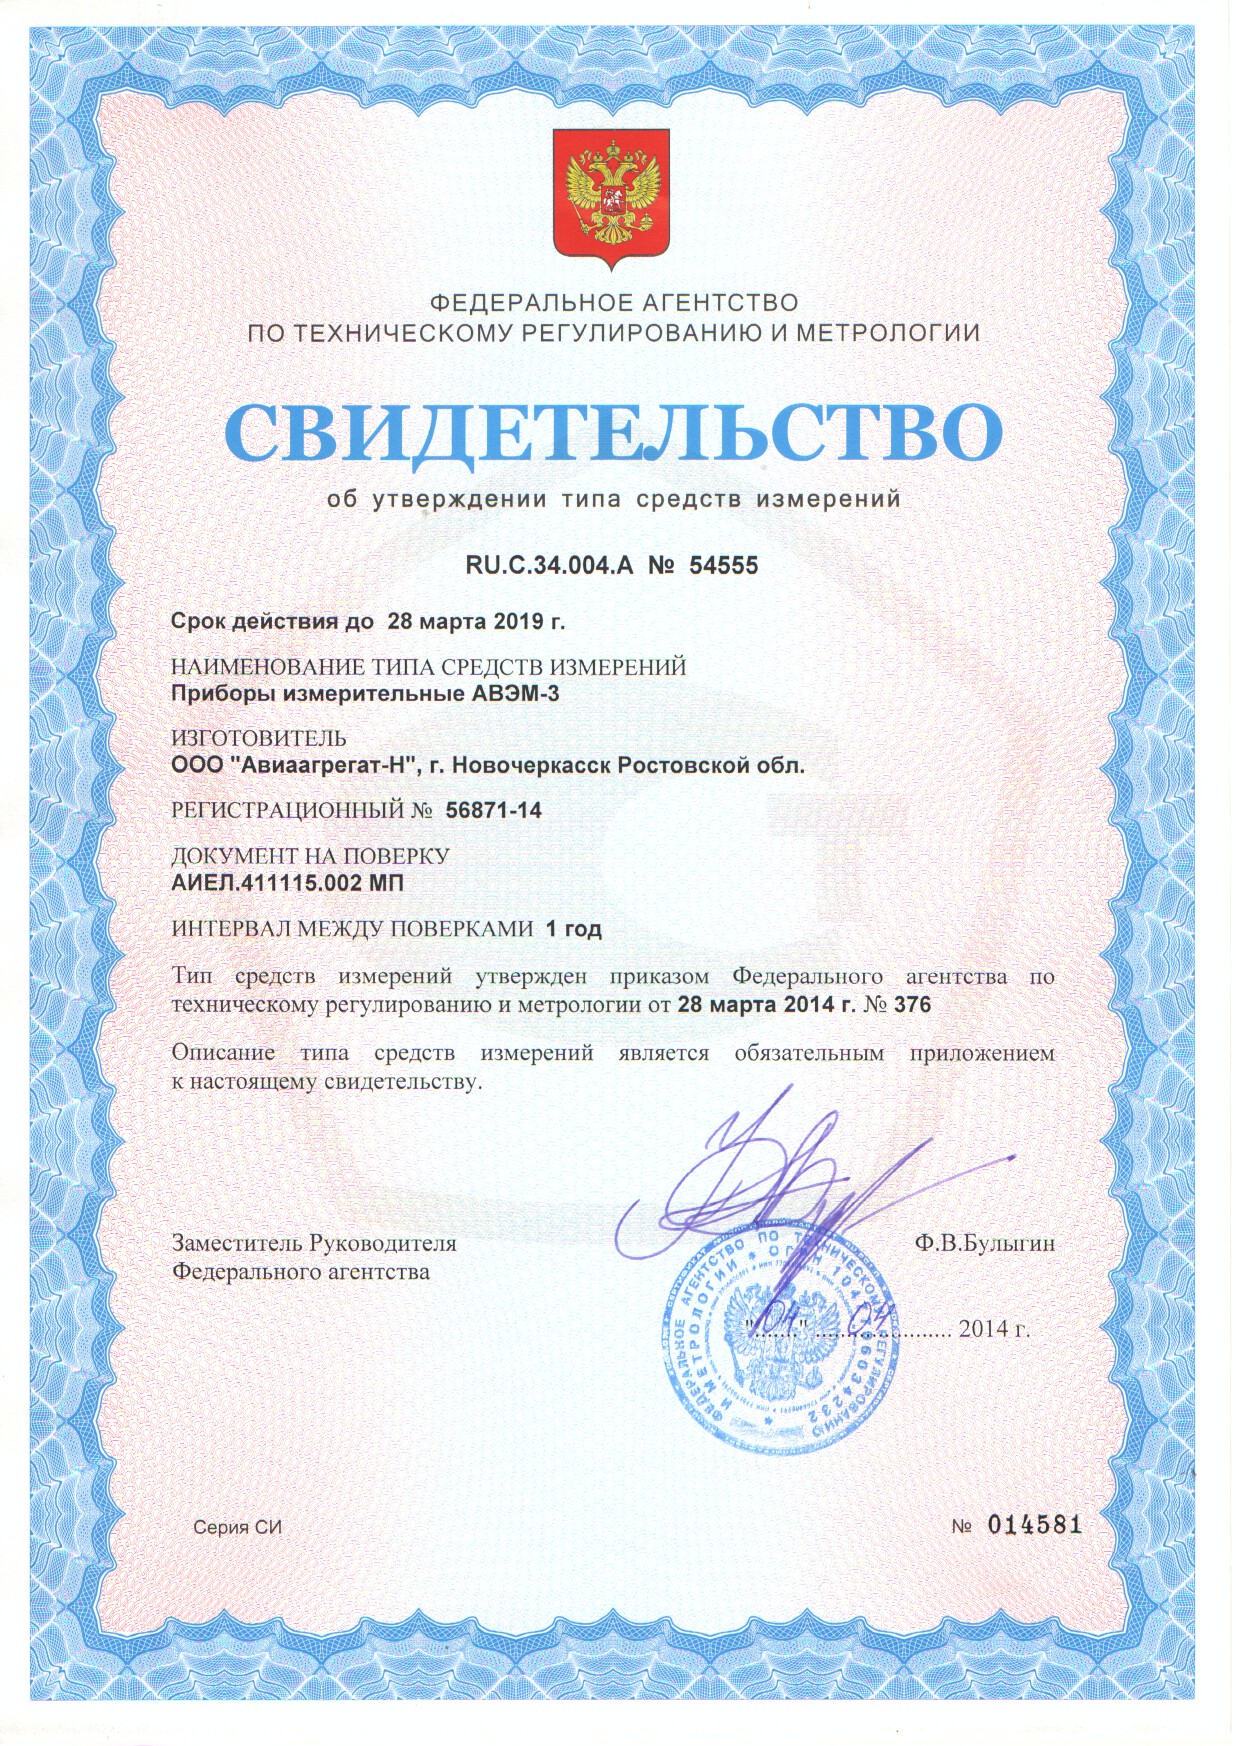 ФЕДЕРАЛЬНОЕ АГЕНТСТВО
ПО ТЕХНИЧЕСКОМУ РЕГУЛИРОВАНИЮ И МЕТРОЛОГИИ
СВИДЕТЕЛЬСТВО
об утверждении типа средств измерений
RU.C.34.004.A № 54555
Срок действия до 28 марта 2019 г.
НАИМЕНОВАНИЕ ТИПА СРЕДСТВ ИЗМЕРЕНИЙ
Приборы измерительные АВЭМ-3
ИЗГОТОВИТЕЛЬ
ООО "Авиаагрегат-Н", г. Новочеркасск Ростовской обл.
РЕГИСТРАЦИОННЫЙ № 56871-14
ДОКУМЕНТ НА ПОВЕРКУ
АИЕЛ.411115.002 МП
ИНТЕРВАЛ МЕЖДУ ПОВЕРКАМИ 1 год
Тип средств измерений утвержден приказом Федерального агентства по
техническому регулированию и метрологии от 28 марта 2014 г. № 376
Описание типа средств измерений является обязательным приложением
к настоящему свидетельству.
Заместитель Руководителя
Федерального агентства
Ф.В.Булыгин
"04" 04 2014 г.
ФЕДЕРАЛЬНОЕ АГЕНТСТВО ПО ТЕХНИЧЕСКОМУ РЕГУЛИРОВАНИЮ
И МЕТРОЛОГИИ * ОГРН
Серия СИ
№ 014581